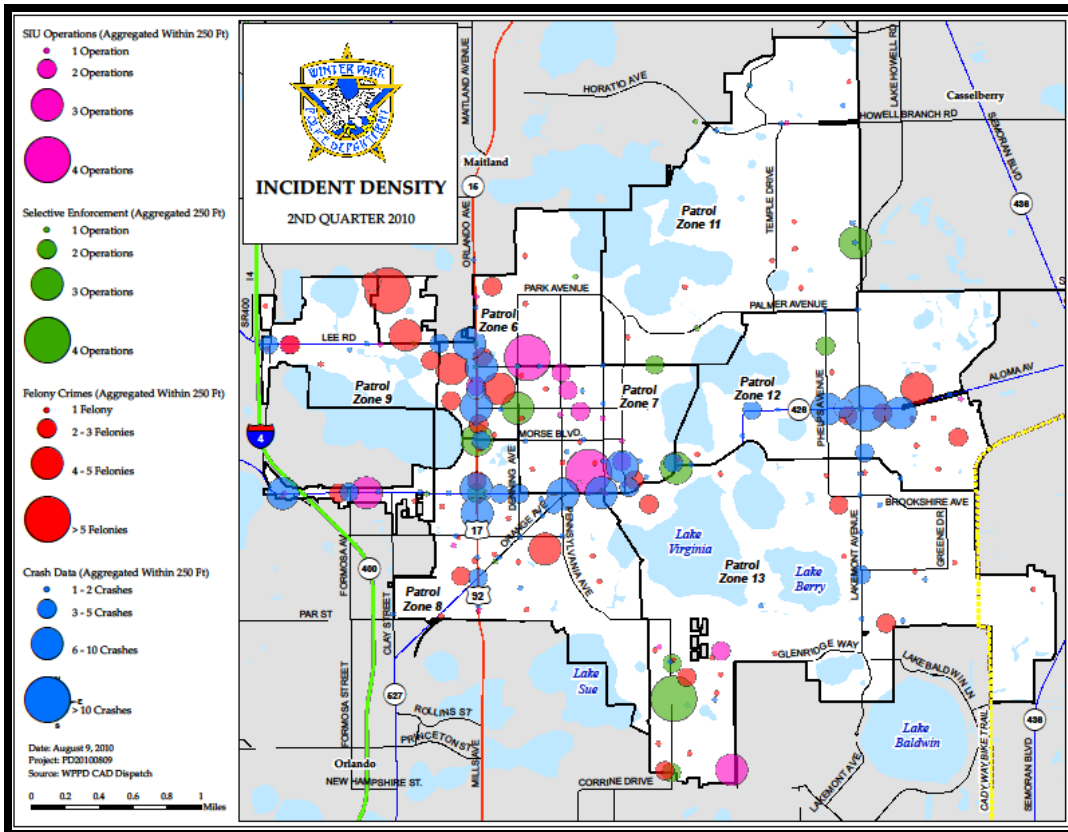 SIU Operations (Aggregated Within 250 Ft)
1 Operation
2 Operations
3 Operations
4 Operations
Selective Enforcement (Aggregated 250 Ft)
1 Operation
2 Operations
3 Operations
4 Operations
Felony Crimes (Aggregated Within 250 Ft)
1 Felony
2 - 3 Felonies
4 - 5 Felonies
> 5 Felonies
Crash Data (Aggregated Within 250 Ft)
1 - 2 Crashes
3 - 5 Crashes
6 - 10 Crashes
> 10 Crashes
Date: August 9, 2010
Project: PD20100809
Source: WPPD CAD Dispatch
0 0.2 0.4 0.6 0.8 1
Miles
WINTER PARK
POLICE DEPARTMENT
INCIDENT DENSITY
2ND QUARTER 2010
MAITLAND AVENUE
HORATIO AVE
LAKE HOWELL RD
Casselberry
HOWELL BRANCH RD
SEMORAN BLVD
Maitland
15
436
ORLANDO AVE
Patrol
Zone 11
TEMPLE DRIVE
I4
SR400
PARK AVENUE
PALMER AVENUE
Patrol
Zone 6
LEE RD
Patrol
Zone 9
Patrol
Zone 7
Patrol
Zone 12
426
PHELPS AVENUE
ALOMA AV
4
MORSE BLVD.
DENNING AVE
ORANGE AVE
PENNSYLVANIA AVE
BROOKSHIRE AVE
GREENE DR
LAKEMONT AVENUE
Lake
Virginia
17
Patrol
Zone 13
Lake
Berry
FORMOSA AV
400
92
Patrol
Zone 8
PAR ST
CLAY STREET
GLENRIDGE WAY
LAKE BALDWIN LN
Lake
Sue
527
ROLLINS ST
PRINCETON ST
FORMOSA STREET
Orlando
NEW HAMPSHIRE ST.
MILLS AVE
CORRINE DRIVE
LAKEMONT AVE
Lake
Baldwin
CADY WAY BIKE TRAIL
436
SEMORAN BLVD